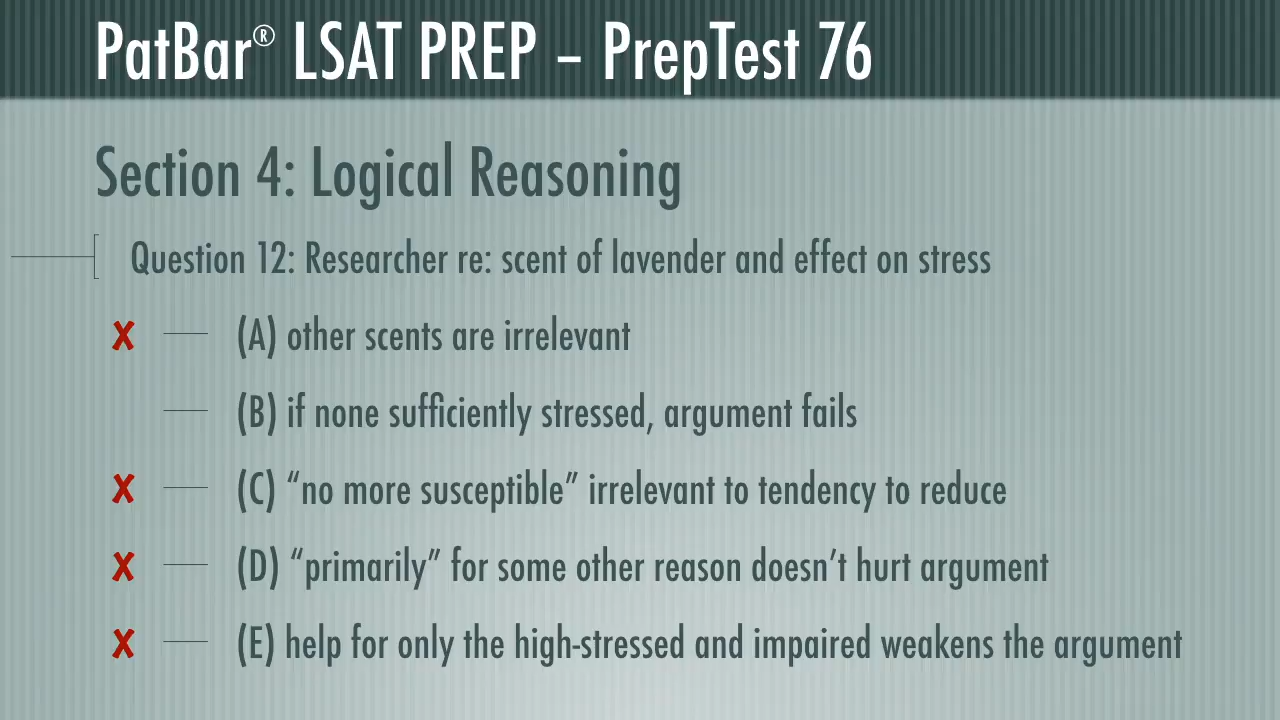 PatBar® LSAT PREP – PrepTest 76
Section 4: Logical Reasoning
Question 12: Researcher re: scent of lavender and effect on stress
✗ (A) other scents are irrelevant
(B) if none sufficiently stressed, argument fails
✗ (C) “no more susceptible” irrelevant to tendency to reduce
✗ (D) “primarily” for some other reason doesn’t hurt argument
✗ (E) help for only the high-stressed and impaired weakens the argument